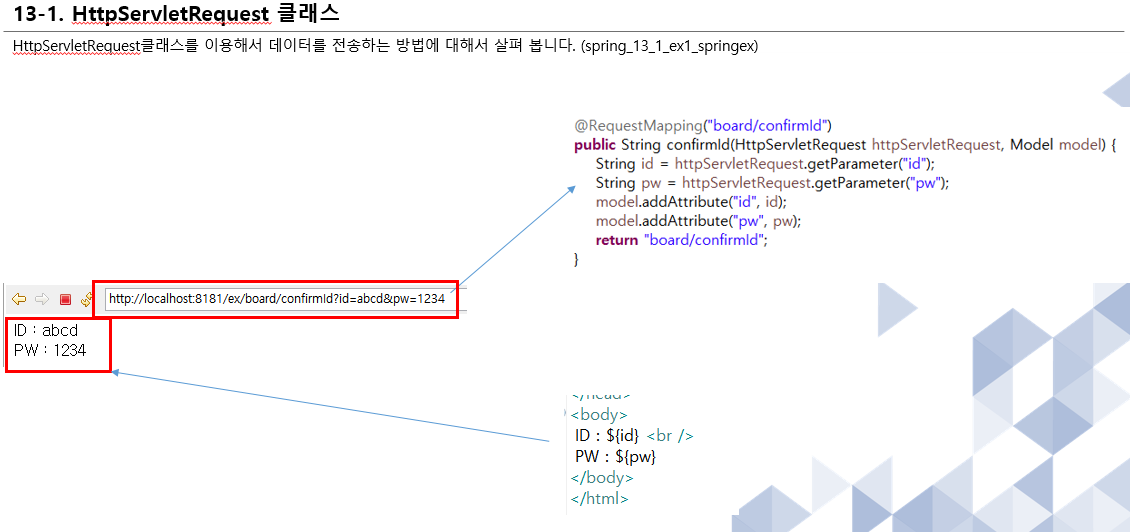 13-1. HttpServletRequest 클래스
HttpServletRequest클래스를 이용해서 데이터를 전송하는 방법에 대해서 살펴 봅니다. (spring_13_1_ex1_springex)
@RequestMapping("board/confirmId")
public String confirmId(HttpServletRequest httpServletRequest, Model model) {
String id = httpServletRequest.getParameter("id");
String pw = httpServletRequest.getParameter("pw");
model.addAttribute("id", id);
model.addAttribute("pw", pw);
return "board/confirmId";
}
http://localhost:8181/ex/board/confirmId?id=abcd&pw=1234
ID : abcd
PW : 1234
</head>
<body>
ID : ${id} <br />
PW : ${pw}
</body>
</html>